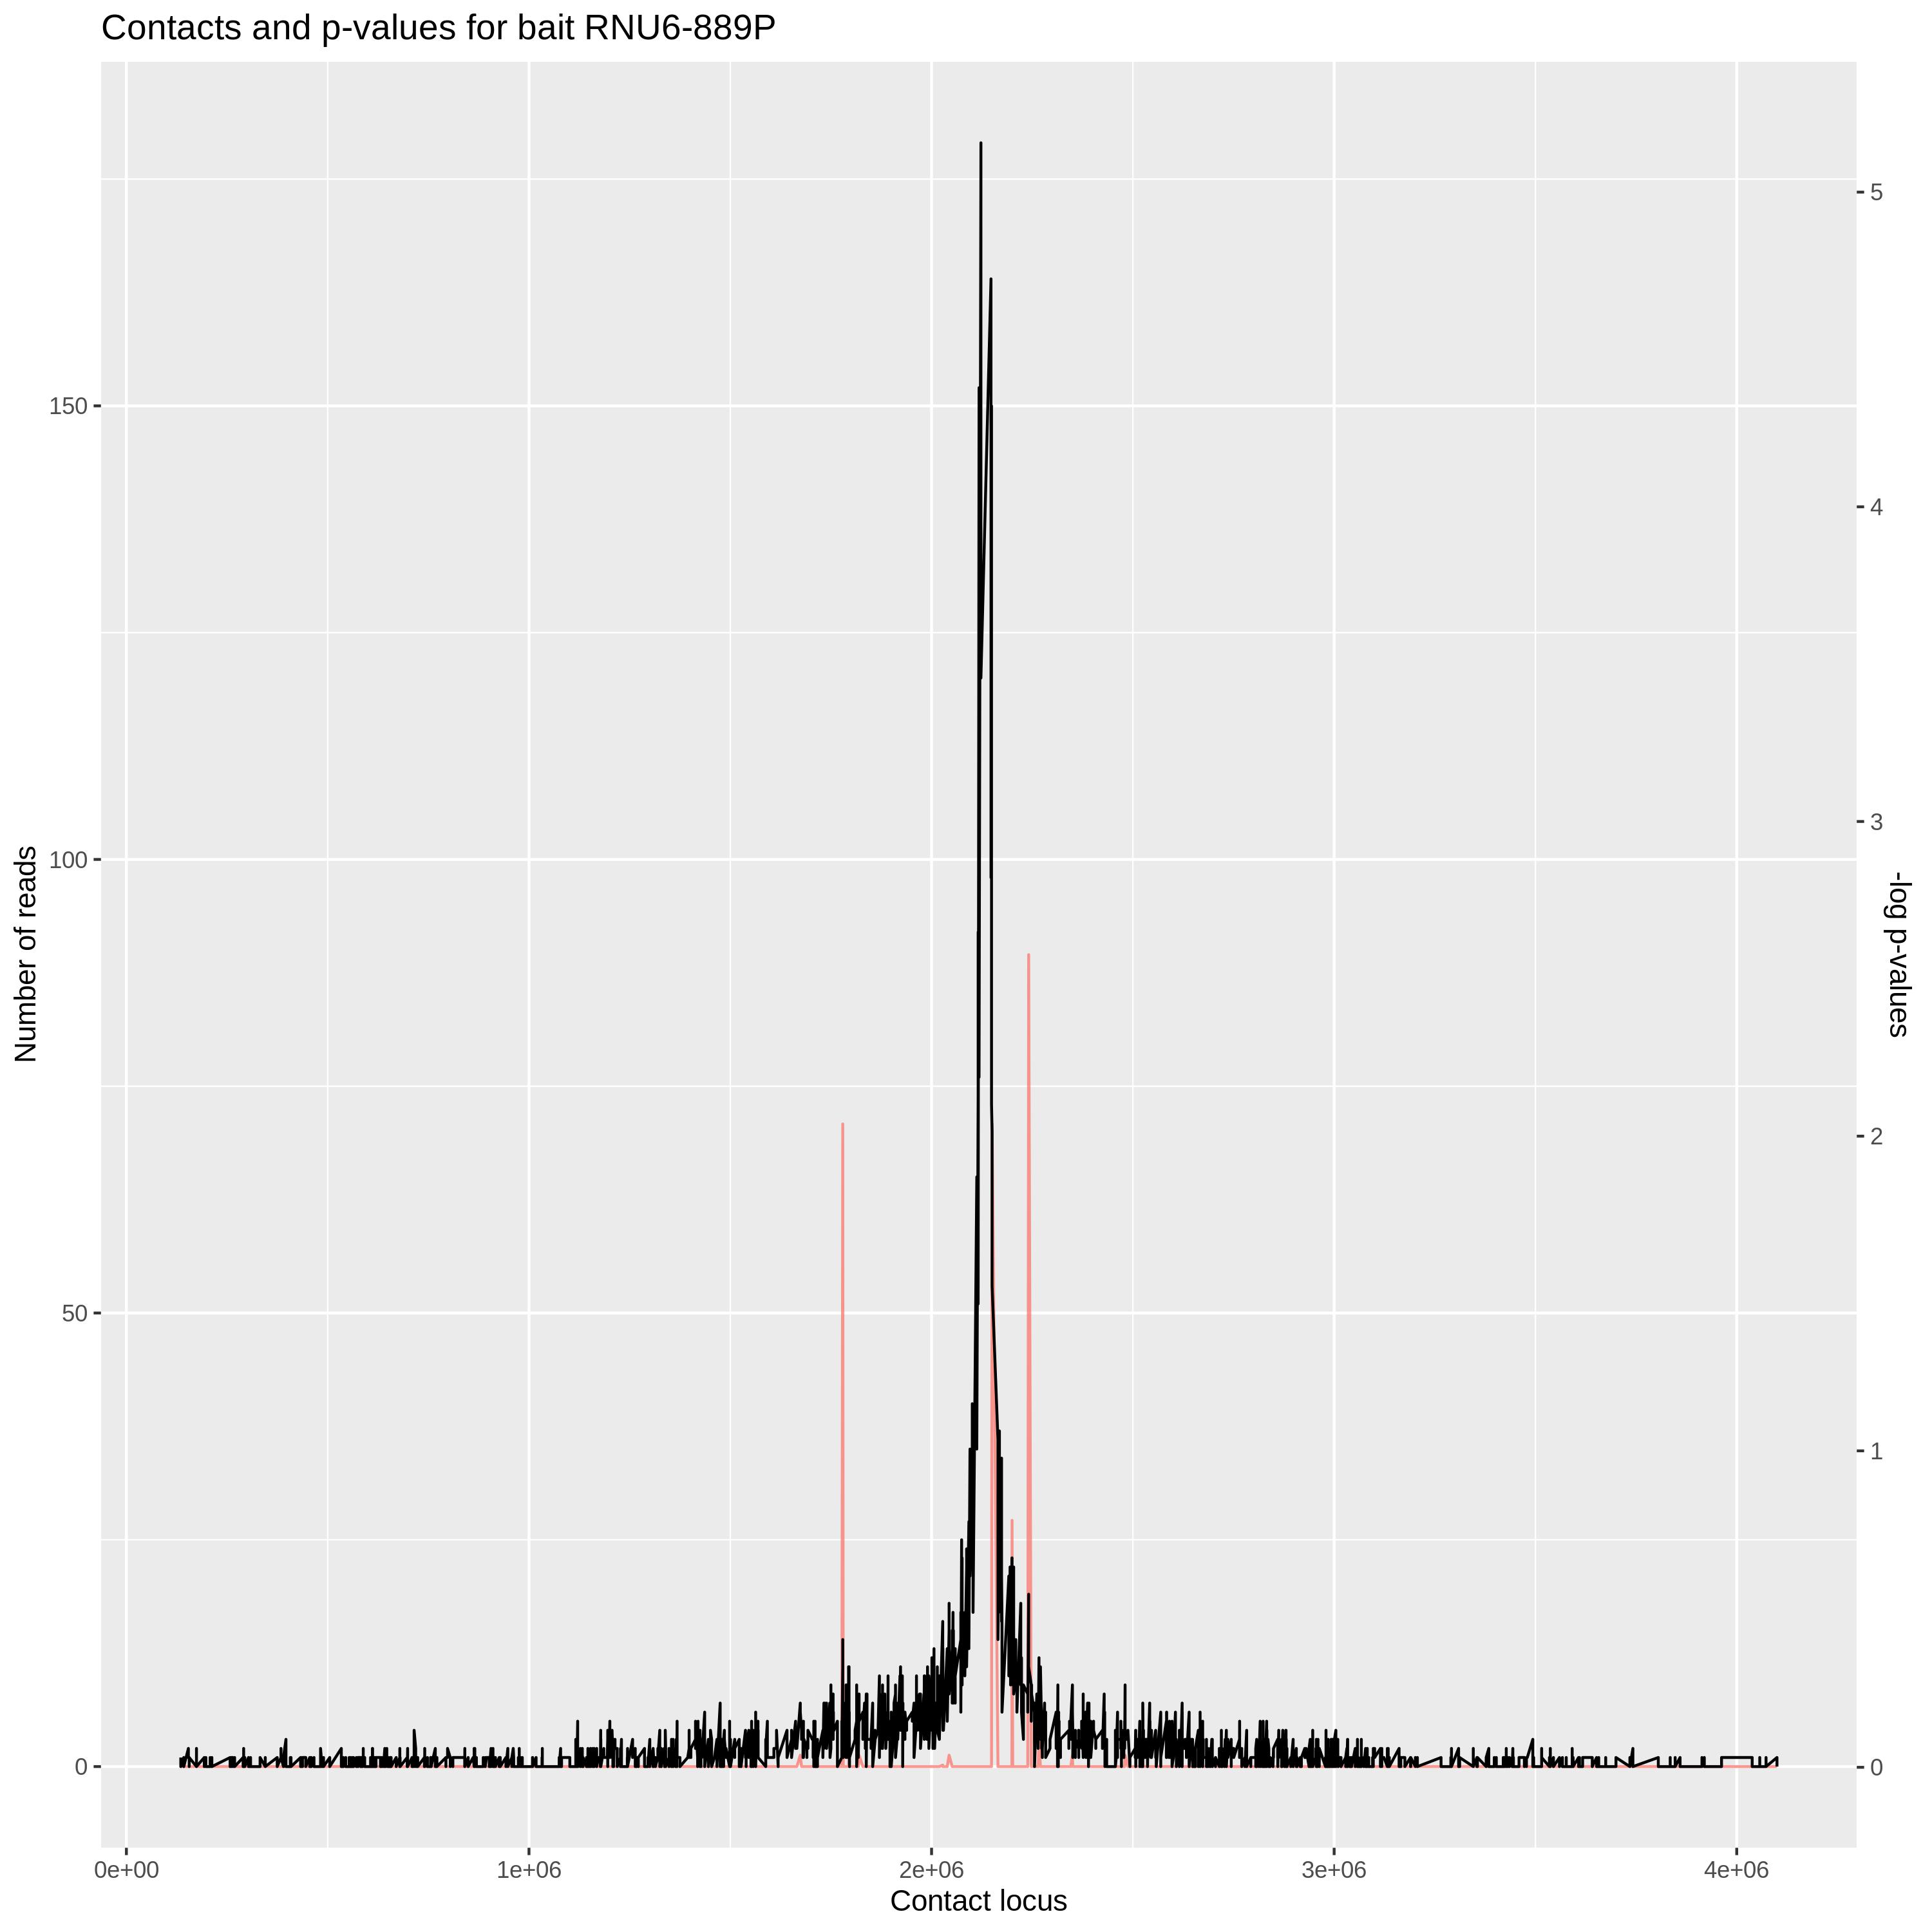 Contacts and p-values for bait RNU6-889P
Number of reads
150
100
50
0
5
4
3
2
1
0
-log p-values
0e+00
1e+06
2e+06
3e+06
4e+06
Contact locus